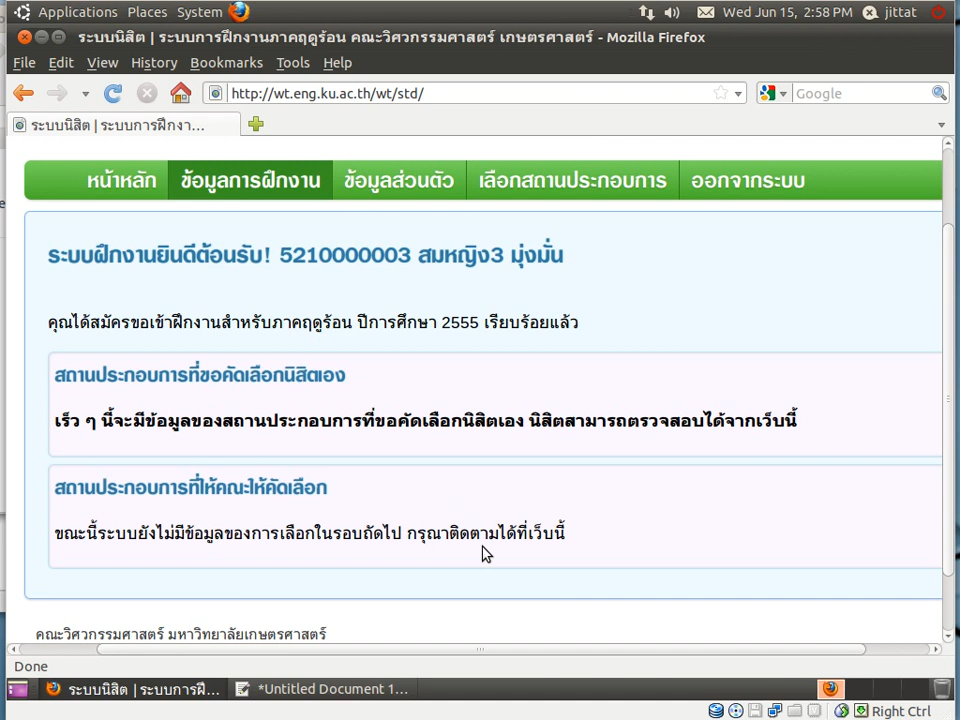 Applications Places System Wed Jun 15, 2:58 PM jittat
ระบบนิสิต | ระบบการฝึกงานภาคฤดูร้อน คณะวิศวกรรมศาสตร์ เกษตรศาสตร์ - Mozilla Firefox
File Edit View History Bookmarks Tools Help
http://wt.eng.ku.ac.th/wt/std/ Google
ระบบนิสิต | ระบบการฝึกงา...
หน้าหลัก ข้อมูลการฝึกงาน ข้อมูลส่วนตัว เลือกสถานประกอบการ ออกจากระบบ
ระบบฝึกงานยินดีต้อนรับ! 5210000003 สมหญิง3 มุ่งมั่น
คุณได้สมัครขอเข้าฝึกงานสำหรับภาคฤดูร้อน ปีการศึกษา 2555 เรียบร้อยแล้ว
สถานประกอบการที่ขอคัดเลือกนิสิตเอง
เร็ว ๆ นี้จะมีข้อมูลของสถานประกอบการที่ขอคัดเลือกนิสิตเอง นิสิตสามารถตรวจสอบได้จากเว็บนี้
สถานประกอบการที่ให้คณะให้คัดเลือก
ขณะนี้ระบบยังไม่มีข้อมูลของการเลือกในรอบถัดไป กรุณาติดตามได้ที่เว็บนี้
คณะวิศวกรรมศาสตร์ มหาวิทยาลัยเกษตรศาสตร์
Done
ระบบนิสิต | ระบบการฝึ... *Untitled Document 1...
Right Ctrl